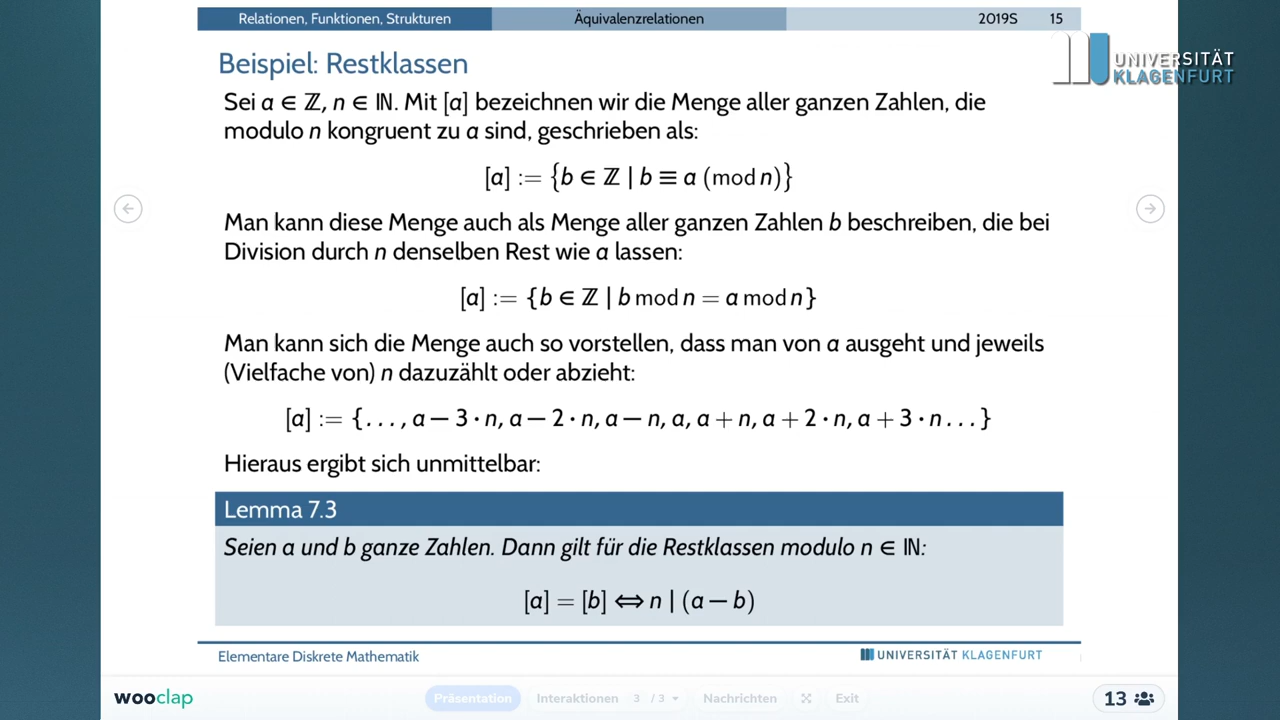 Relationen, Funktionen, Strukturen Äquivalenzrelationen 2019S 15
UNIVERSITÄT
KLAGENFURT
Beispiel: Restklassen
Sei a ∈ ℤ, n ∈ ℕ. Mit [a] bezeichnen wir die Menge aller ganzen Zahlen, die
modulo n kongruent zu a sind, geschrieben als:
[a] := {b ∈ ℤ | b ≡ a (mod n)}
Man kann diese Menge auch als Menge aller ganzen Zahlen b beschreiben, die bei
Division durch n denselben Rest wie a lassen:
[a] := {b ∈ ℤ | b mod n = a mod n}
Man kann sich die Menge auch so vorstellen, dass man von a ausgeht und jeweils
(Vielfache von) n dazuzählt oder abzieht:
[a] := {..., a − 3 · n, a − 2 · n, a − n, a, a + n, a + 2 · n, a + 3 · n ...}
Hieraus ergibt sich unmittelbar:
Lemma 7.3
Seien a und b ganze Zahlen. Dann gilt für die Restklassen modulo n ∈ ℕ:
[a] = [b] ⟺ n | (a − b)
Elementare Diskrete Mathematik UNIVERSITÄT KLAGENFURT
wooclap Präsentation Interaktionen 3 / 3 Nachrichten Exit 13